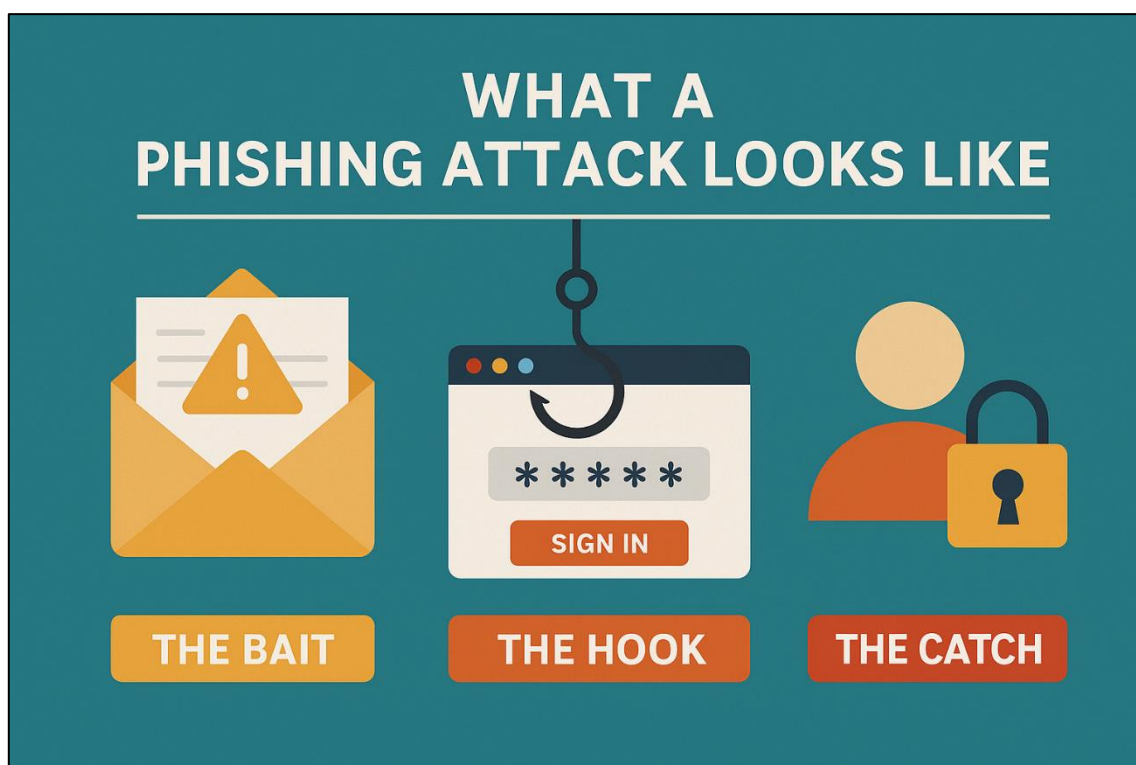 WHAT A
PHISHING ATTACK LOOKS LIKE
*****
SIGN IN
THE BAIT
THE HOOK
THE CATCH